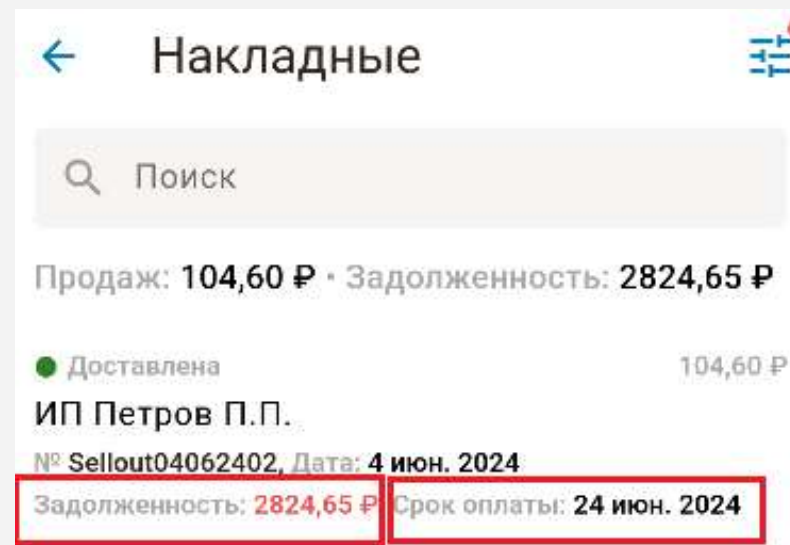 Накладные
Поиск
Продаж: 104,60 ₽ · Задолженность: 2824,65 ₽
Доставлена 104,60 ₽
ИП Петров П.П.
№ Sellout04062402, Дата: 4 июн. 2024
Задолженность: 2824,65 ₽ Срок оплаты: 24 июн. 2024